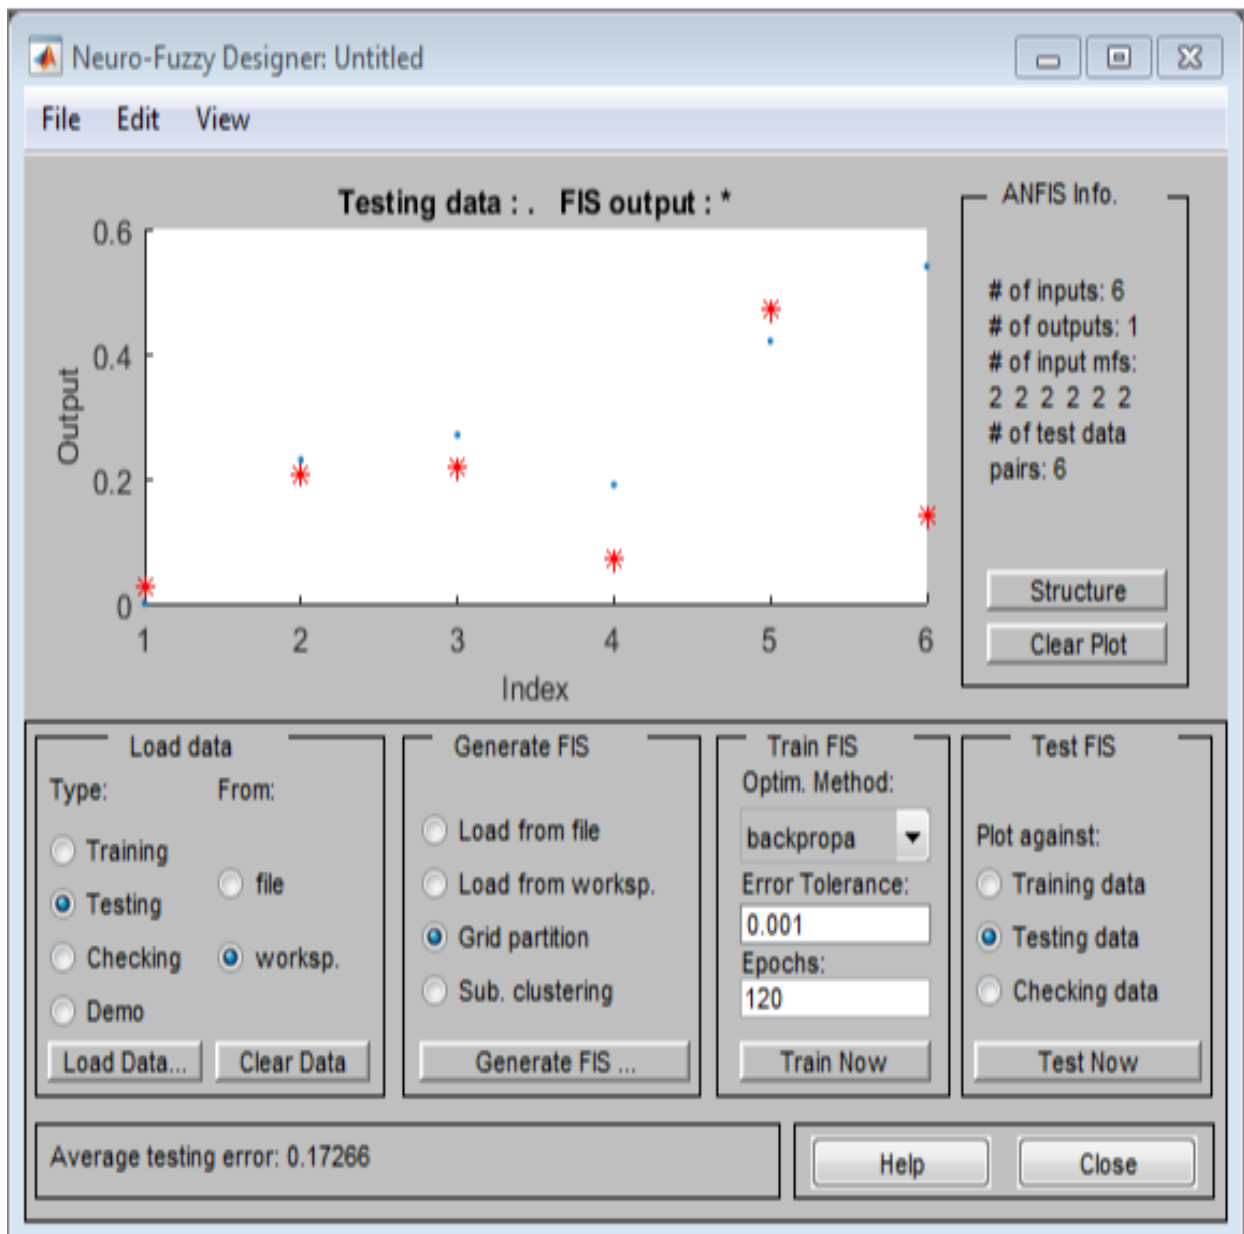 Neuro-Fuzzy Designer: Untitled
File Edit View
Testing data : . FIS output : *
0.6
0.4
0.2
0
Output
1 2 3 4 5 6
Index
ANFIS Info.
# of inputs: 6
# of outputs: 1
# of input mfs:
2 2 2 2 2 2
# of test data
pairs: 6
Structure
Clear Plot
Load data
Type: From:
Training
Testing
Checking
Demo
file
worksp.
Load Data... Clear Data
Generate FIS
Load from file
Load from worksp.
Grid partition
Sub. clustering
Generate FIS ...
Train FIS
Optim. Method:
backpropa
Error Tolerance:
0.001
Epochs:
120
Train Now
Test FIS
Plot against:
Training data
Testing data
Checking data
Test Now
Average testing error: 0.17266
Help Close